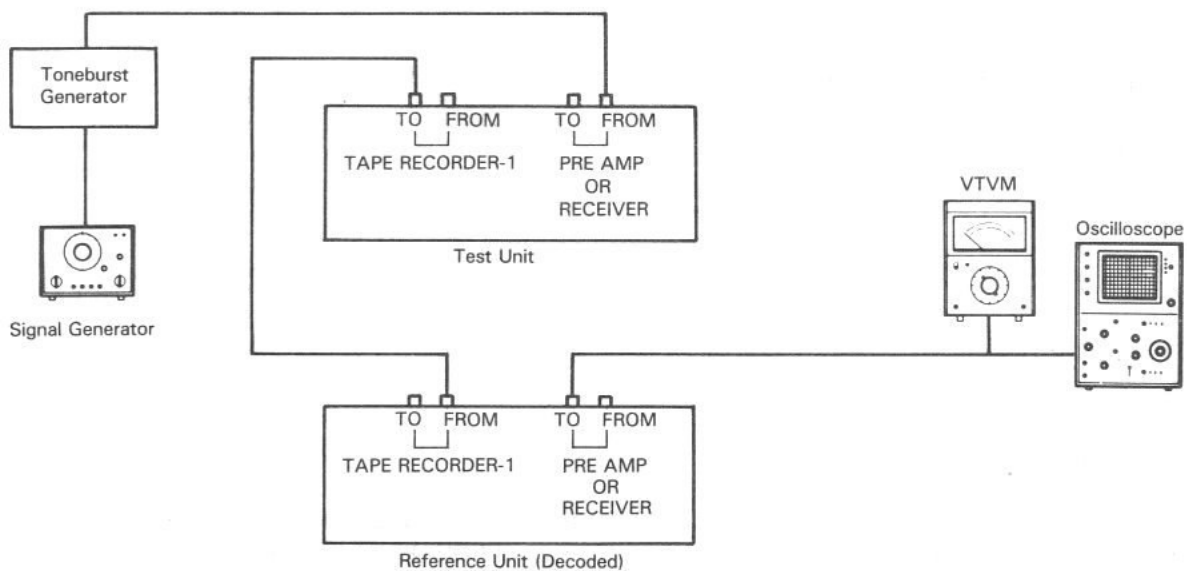 Toneburst
Generator
Signal Generator
TO FROM
TAPE RECORDER-1
TO FROM
PRE AMP
OR
RECEIVER
Test Unit
VTVM
Oscilloscope
TO FROM
TAPE RECORDER-1
TO FROM
PRE AMP
OR
RECEIVER
Reference Unit (Decoded)